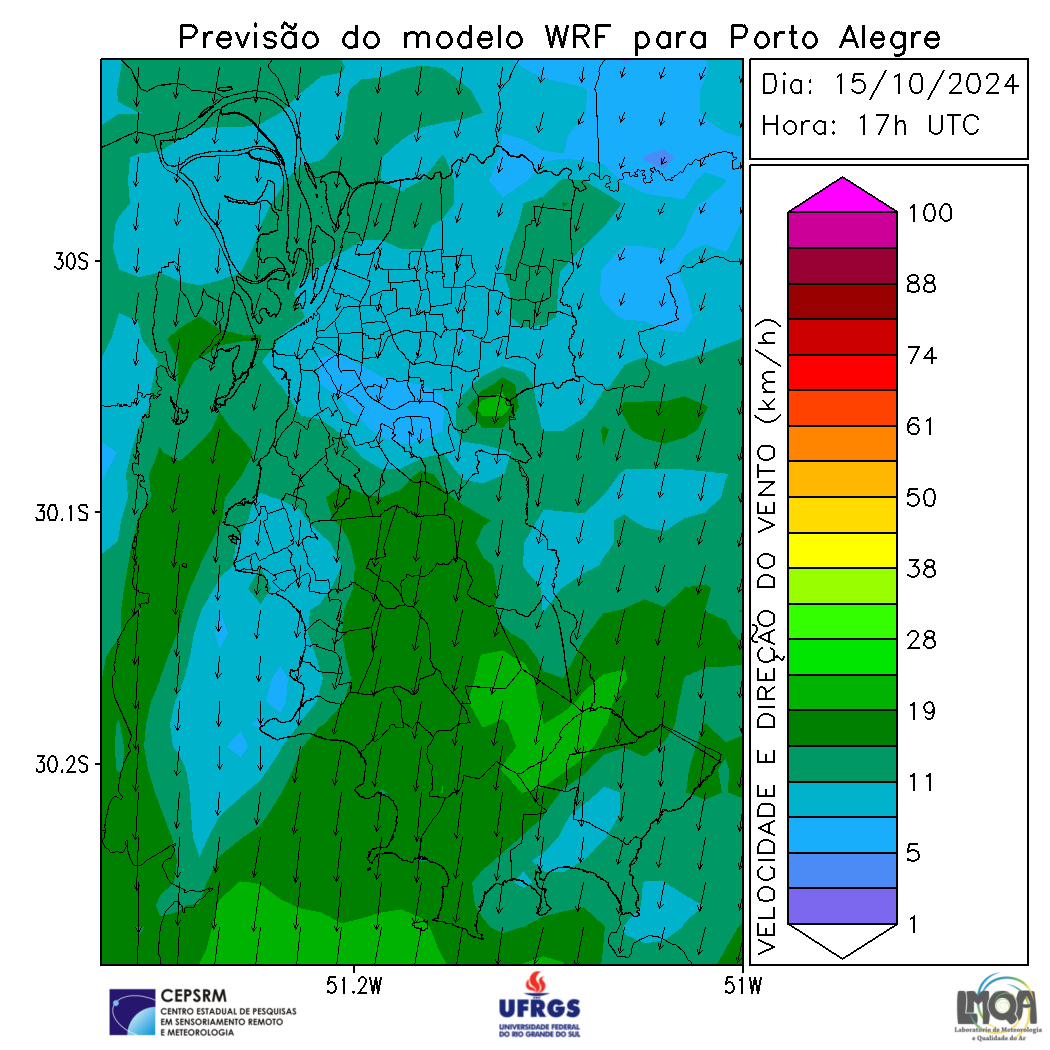 Previsão do modelo WRF para Porto Alegre
Dia: 15/10/2024
Hora: 17h UTC
30S
30.1S
30.2S
51.2W
51W
VELOCIDADE E DIREÇÃO DO VENTO (km/h)
100
88
74
61
50
38
28
19
11
5
1
CEPSRM
CENTRO ESTADUAL DE PESQUISAS
EM SENSORIAMENTO REMOTO
E METEOROLOGIA
UFRGS
UNIVERSIDADE FEDERAL
DO RIO GRANDE DO SUL
LMQA
Laboratório de Meteorologia
e Qualidade do Ar